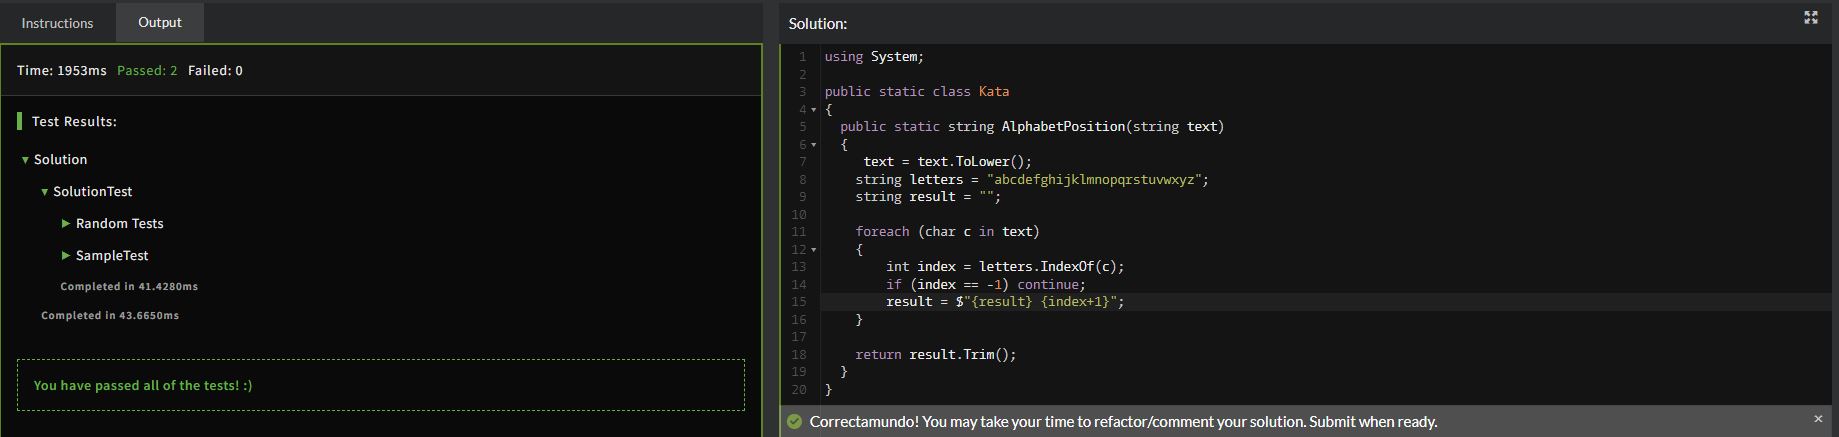 Instructions
Output
Time: 1953ms Passed: 2 Failed: 0
Test Results:
Solution
SolutionTest
Random Tests
SampleTest
Completed in 41.4280ms
Completed in 43.6650ms
You have passed all of the tests! :)
Solution:
1 using System;
2
3 public static class Kata
4 {
5   public static string AlphabetPosition(string text)
6   {
7      text = text.ToLower();
8     string letters = "abcdefghijklmnopqrstuvwxyz";
9     string result = "";
10
11     foreach (char c in text)
12     {
13         int index = letters.IndexOf(c);
14         if (index == -1) continue;
15         result = $"{result} {index+1}";
16     }
17
18     return result.Trim();
19   }
20 }
Correctamundo! You may take your time to refactor/comment your solution. Submit when ready.
×